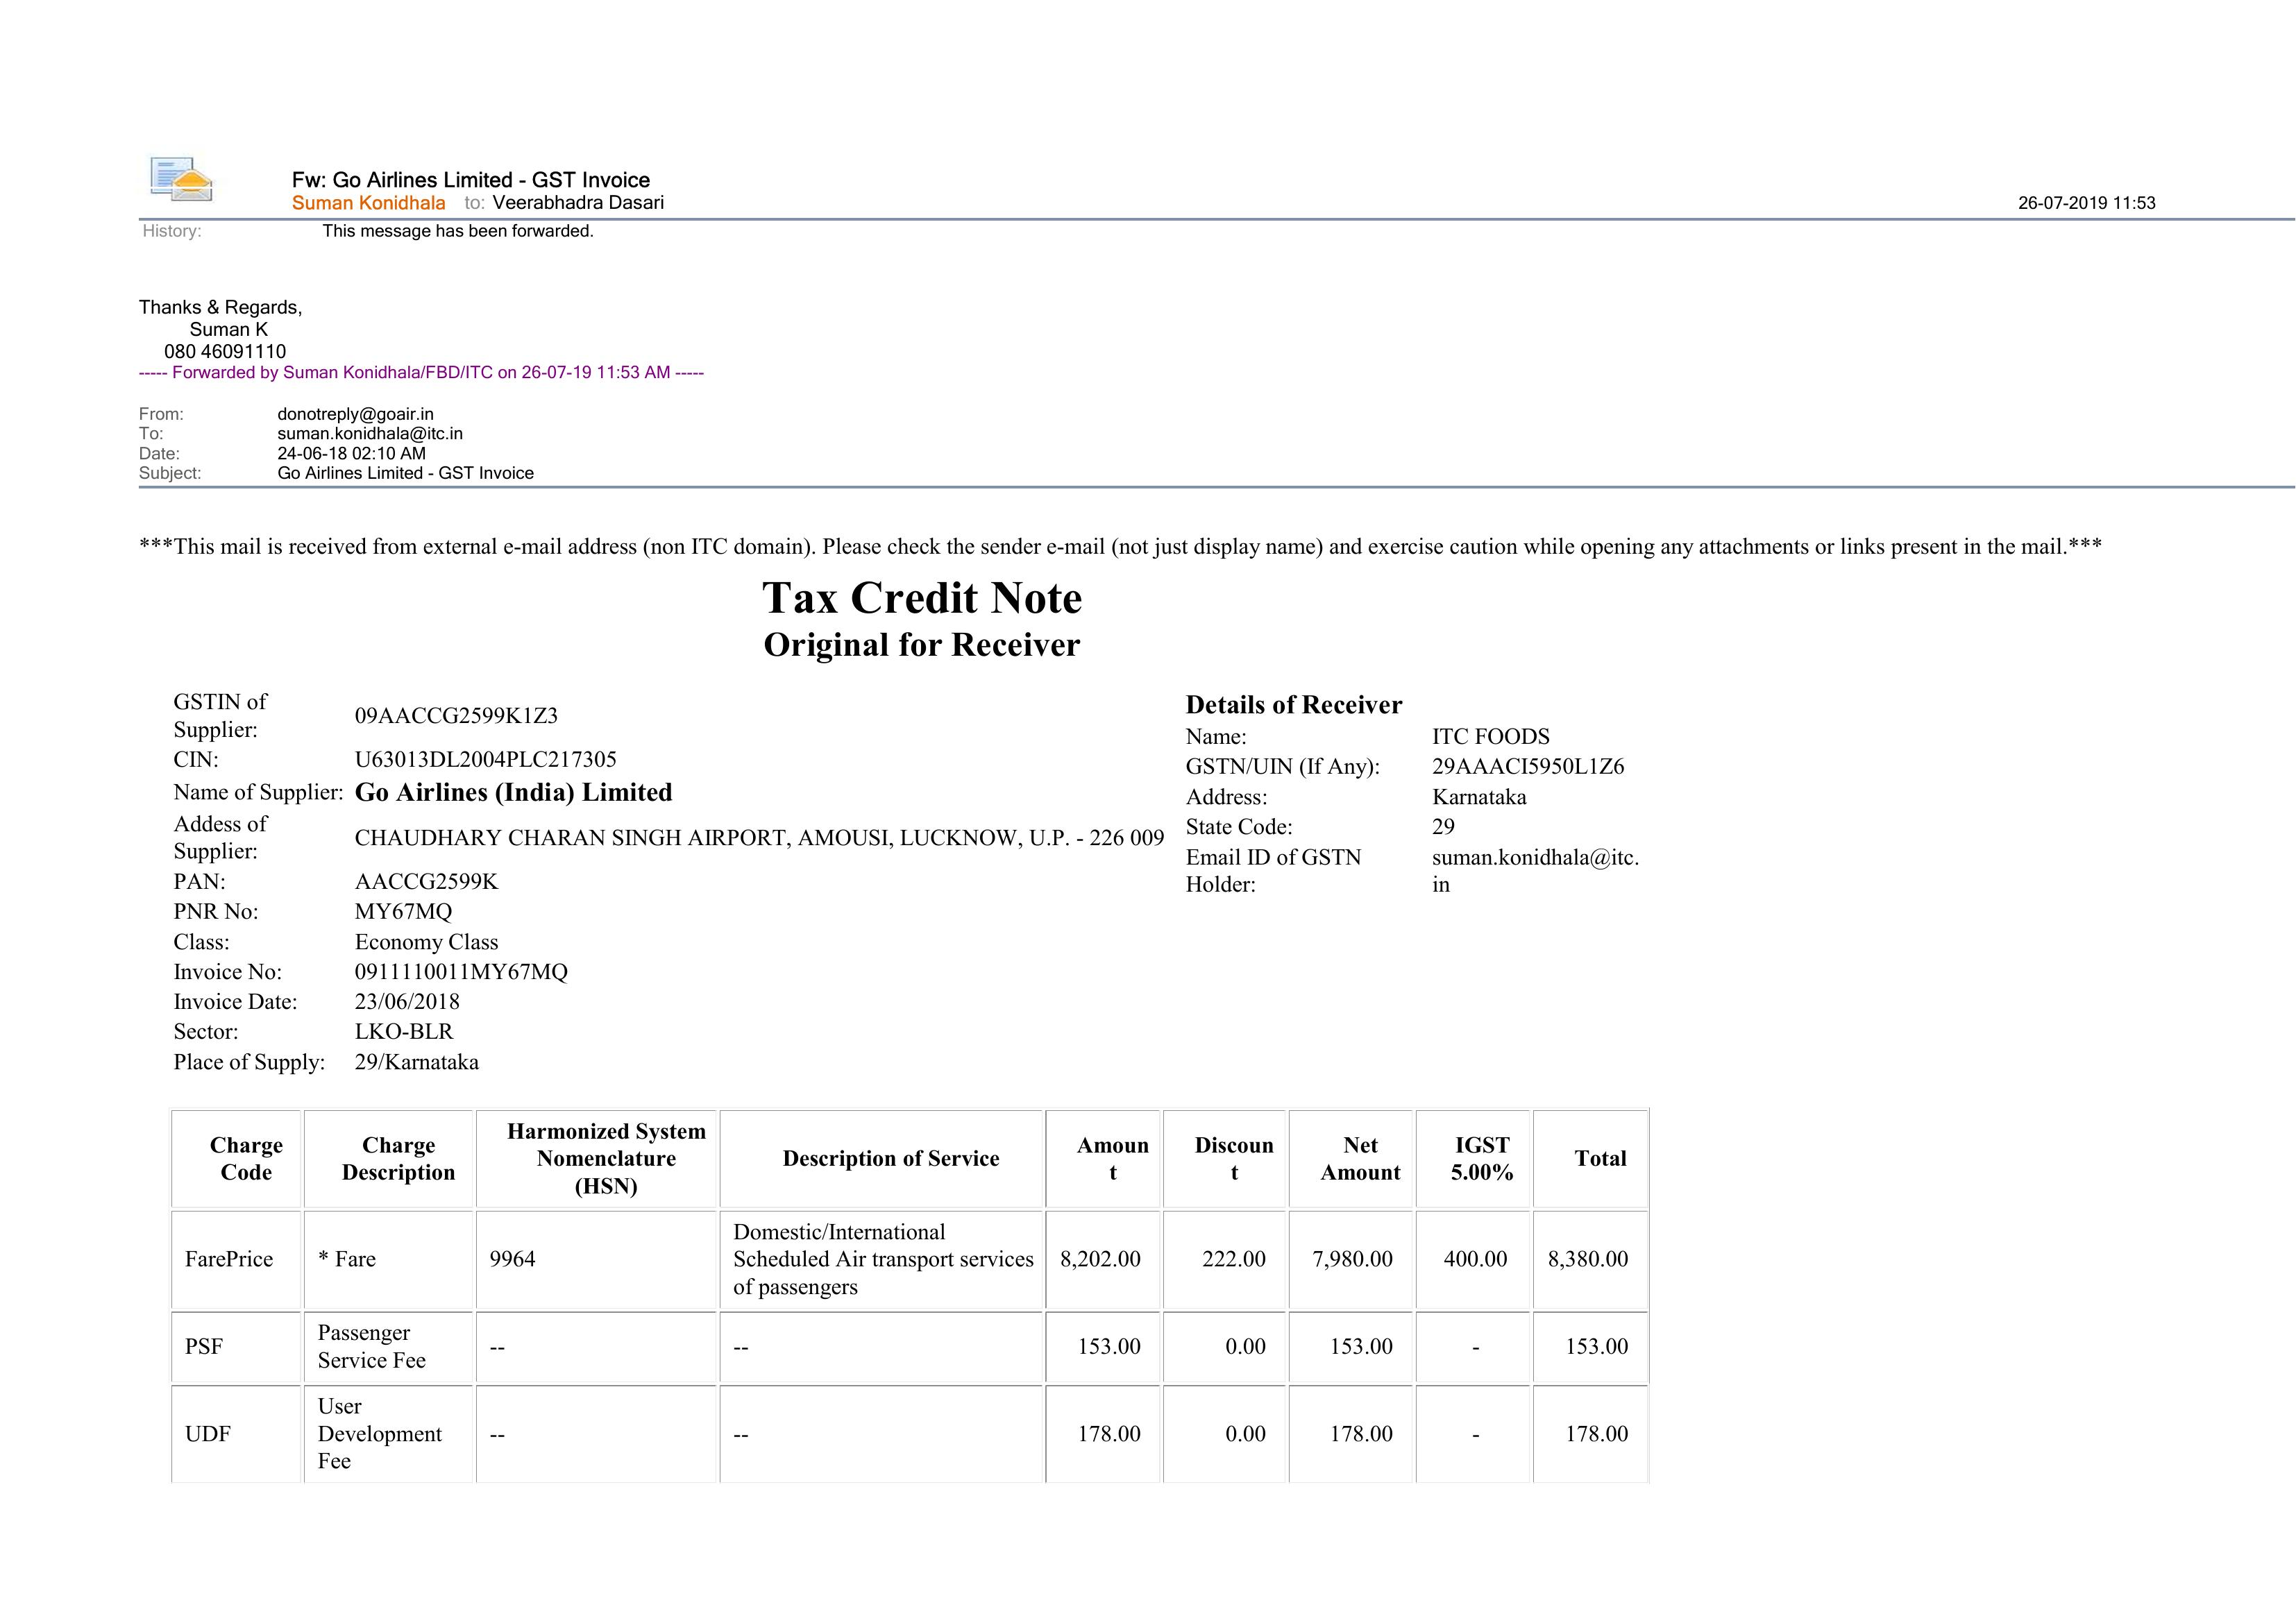 Fw: Go Airlines Limited - GST Invoice
Suman Konidhala to: Veerabhadra Dasari 26-07-2019 11:53
History: This message has been forwarded.
Thanks & Regards,
Suman K
080 46091110
----- Forwarded by Suman Konidhala/FBD/ITC on 26-07-19 11:53 AM -----
From: donotreply@goair.in
To: suman.konidhala@itc.in
Date: 24-06-18 02:10 AM
Subject: Go Airlines Limited - GST Invoice
***This mail is received from external e-mail address (non ITC domain). Please check the sender e-mail (not just display name) and exercise caution while opening any attachments or links present in the mail.***
Tax Credit Note
Original for Receiver
GSTIN of
Supplier: 09AACCG2599K1Z3
CIN: U63013DL2004PLC217305
Name of Supplier: Go Airlines (India) Limited
Addess of
Supplier: CHAUDHARY CHARAN SINGH AIRPORT, AMOUSI, LUCKNOW, U.P. - 226 009
PAN: AACCG2599K
PNR No: MY67MQ
Class: Economy Class
Invoice No: 0911110011MY67MQ
Invoice Date: 23/06/2018
Sector: LKO-BLR
Place of Supply: 29/Karnataka
Details of Receiver
Name: ITC FOODS
GSTN/UIN (If Any): 29AAACI5950L1Z6
Address: Karnataka
State Code: 29
Email ID of GSTN suman.konidhala@itc.
Holder: in
Charge
Code
Charge
Description
Harmonized System
Nomenclature
(HSN)
Description of Service
Amoun
t
Discoun
t
Net
Amount
IGST
5.00%
Total
FarePrice
* Fare
9964
Domestic/International
Scheduled Air transport services
of passengers
8,202.00
222.00
7,980.00
400.00
8,380.00
PSF
Passenger
Service Fee
--
--
153.00
0.00
153.00
-
153.00
UDF
User
Development
Fee
--
--
178.00
0.00
178.00
-
178.00